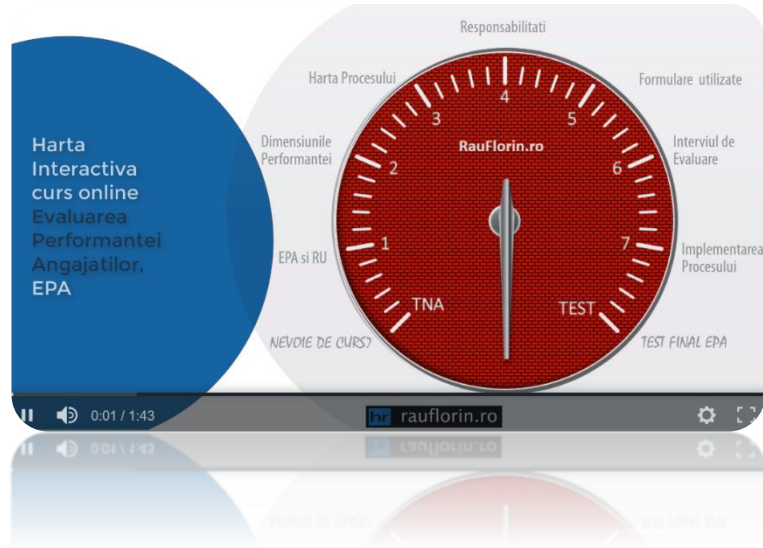 Responsabilitati
Harta Procesului
Formulare utilizate
4
3
5
Harta
Interactiva
curs online
Evaluarea
Performantei
Angajatilor,
EPA
Dimensiunile
Performantei
RauFlorin.ro
Interviul de
Evaluare
2
6
EPA si RU
1
7
Implementarea
Procesului
TNA
TEST
NEVOIE DE CURS?
TEST FINAL EPA
0:01 / 1:43
hr rauflorin.ro